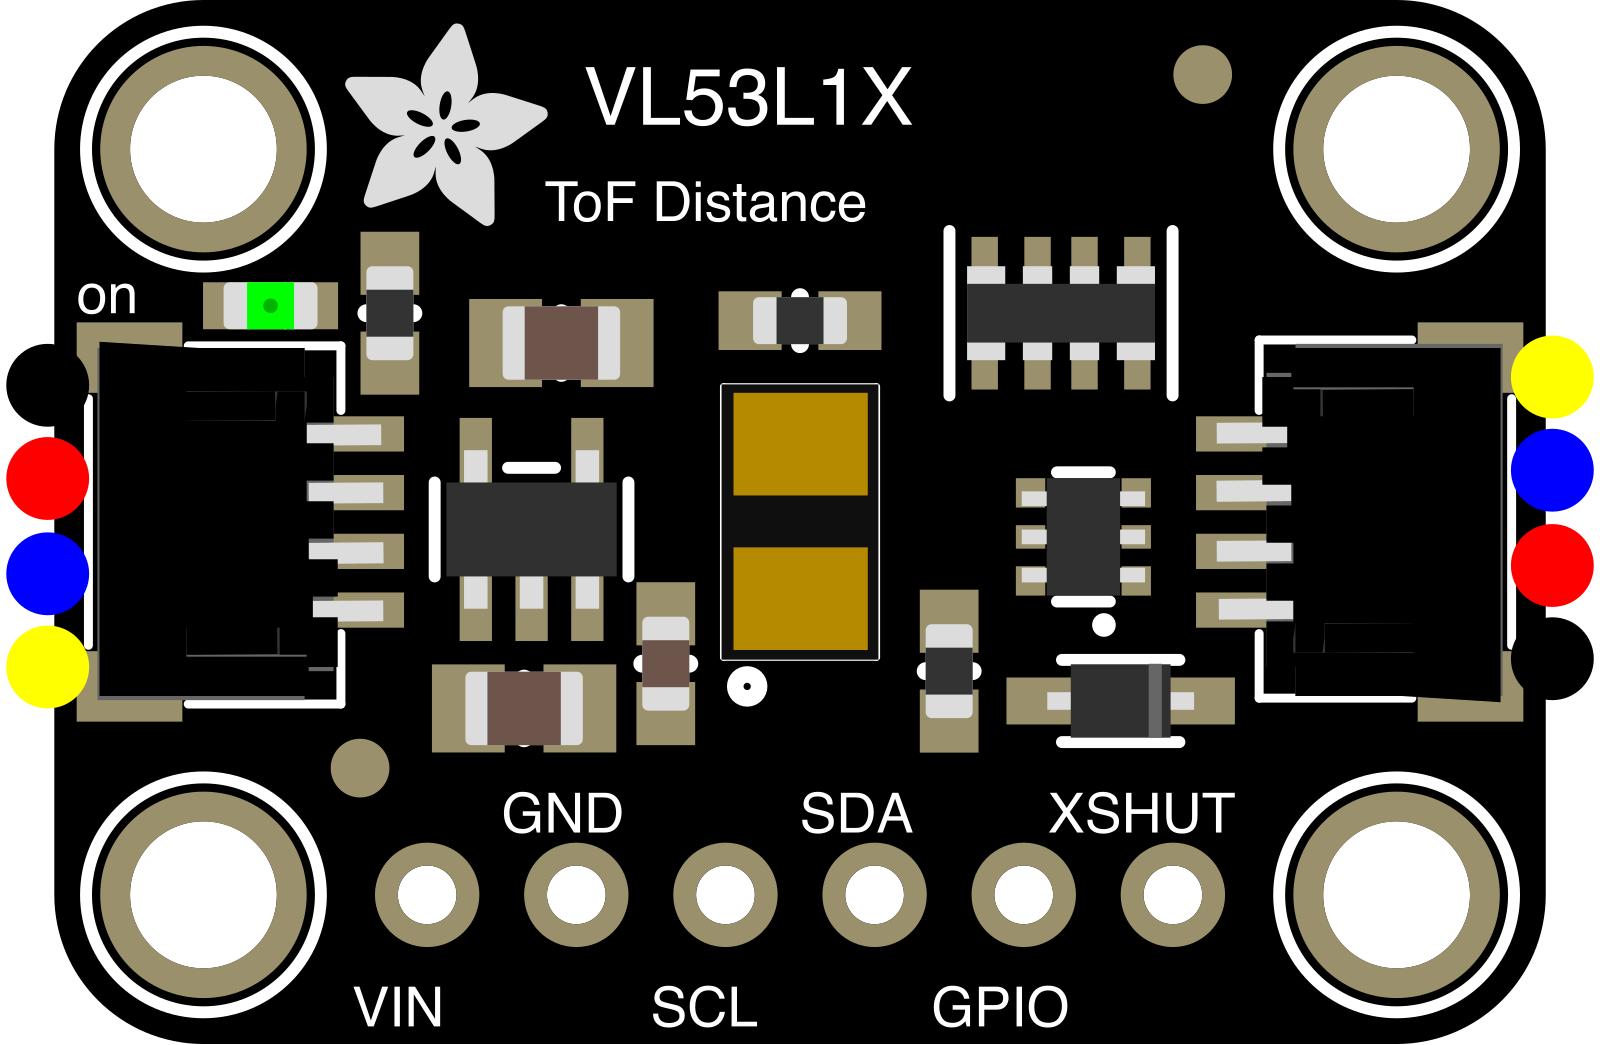 VL53L1X
ToF Distance
on
GND SDA XSHUT
VIN SCL GPIO